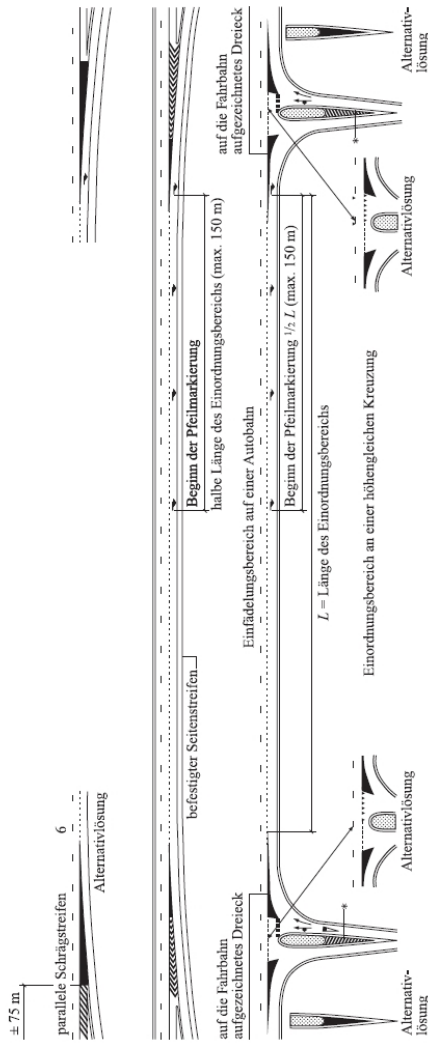 ± 75 m
parallele Schrägstreifen
6
Alternativlösung
befestigter Seitenstreifen
Beginn der Pfeilmarkierung
halbe Länge des Einordnungsbereichs (max. 150 m)
Einfädelungsbereich auf einer Autobahn
auf die Fahrbahn
aufgezeichnetes Dreieck
auf die Fahrbahn
aufgezeichnetes Dreieck
Beginn der Pfeilmarkierung ½ L (max. 150 m)
L = Länge des Einordnungsbereichs
*
*
Alternativlösung
Alternativlösung
Einordnungsbereich an einer höhengleichen Kreuzung
Alternativ-
lösung
Alternativ-
lösung